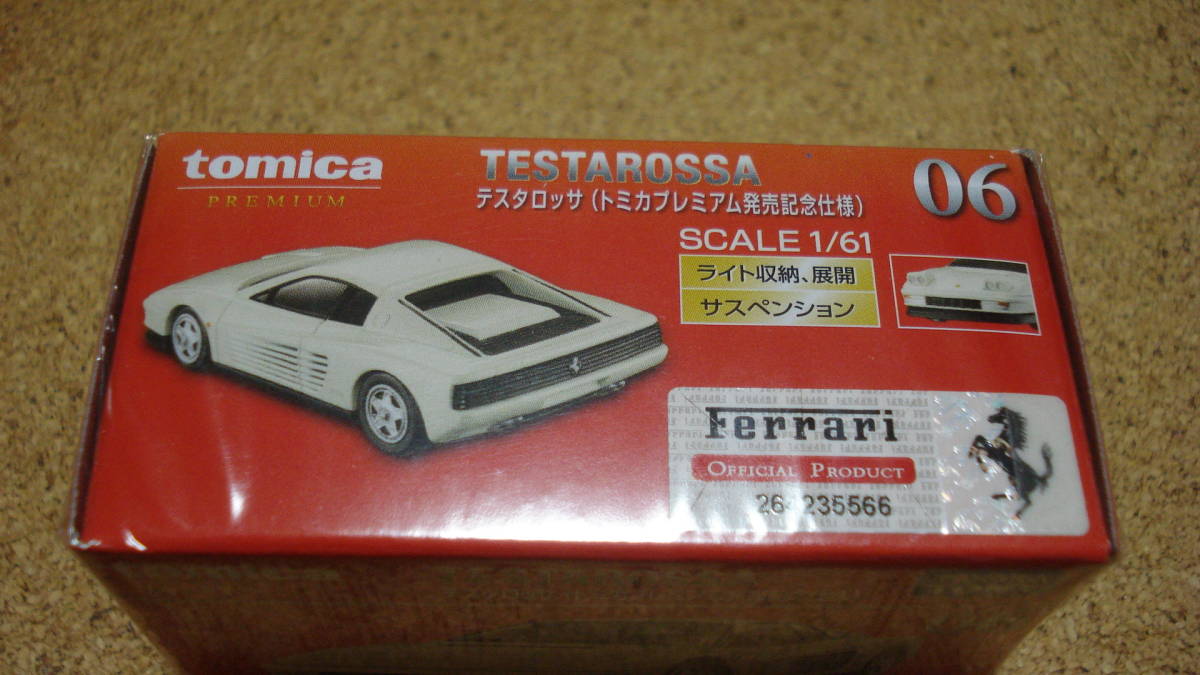 tomica
PREMIUM
TESTAROSSA
テスタロッサ（トミカプレミアム発売記念仕様）
06
SCALE 1/61
ライト収納、展開
サスペンション
Ferrari
OFFICIAL PRODUCT
235566